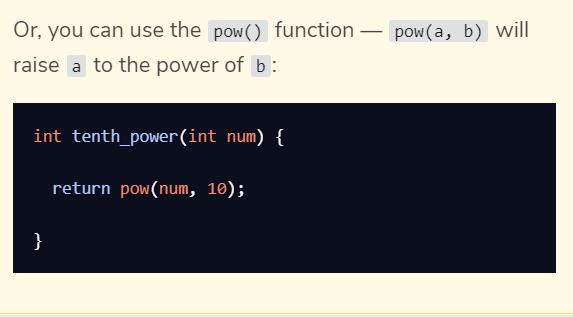 Or, you can use the pow() function — pow(a, b) will
raise a to the power of b:
int tenth_power(int num) {
return pow(num, 10);
}